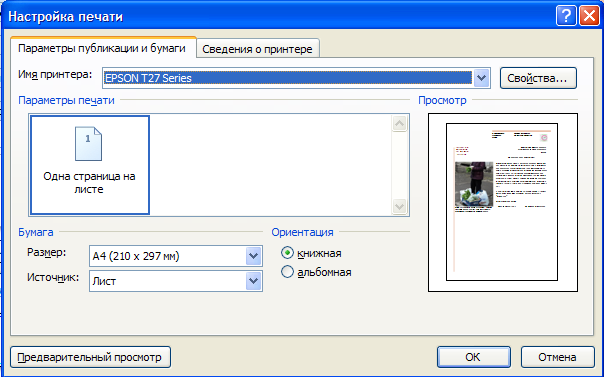 Настройка печати
Параметры публикации и бумаги
Сведения о принтере
Имя принтера:
EPSON T27 Series
Свойства...
Параметры печати
Просмотр
1
Одна страница на
листе
Бумага
Ориентация
Размер:
A4 (210 x 297 мм)
книжная
Источник:
Лист
альбомная
Предварительный просмотр
OK
Отмена